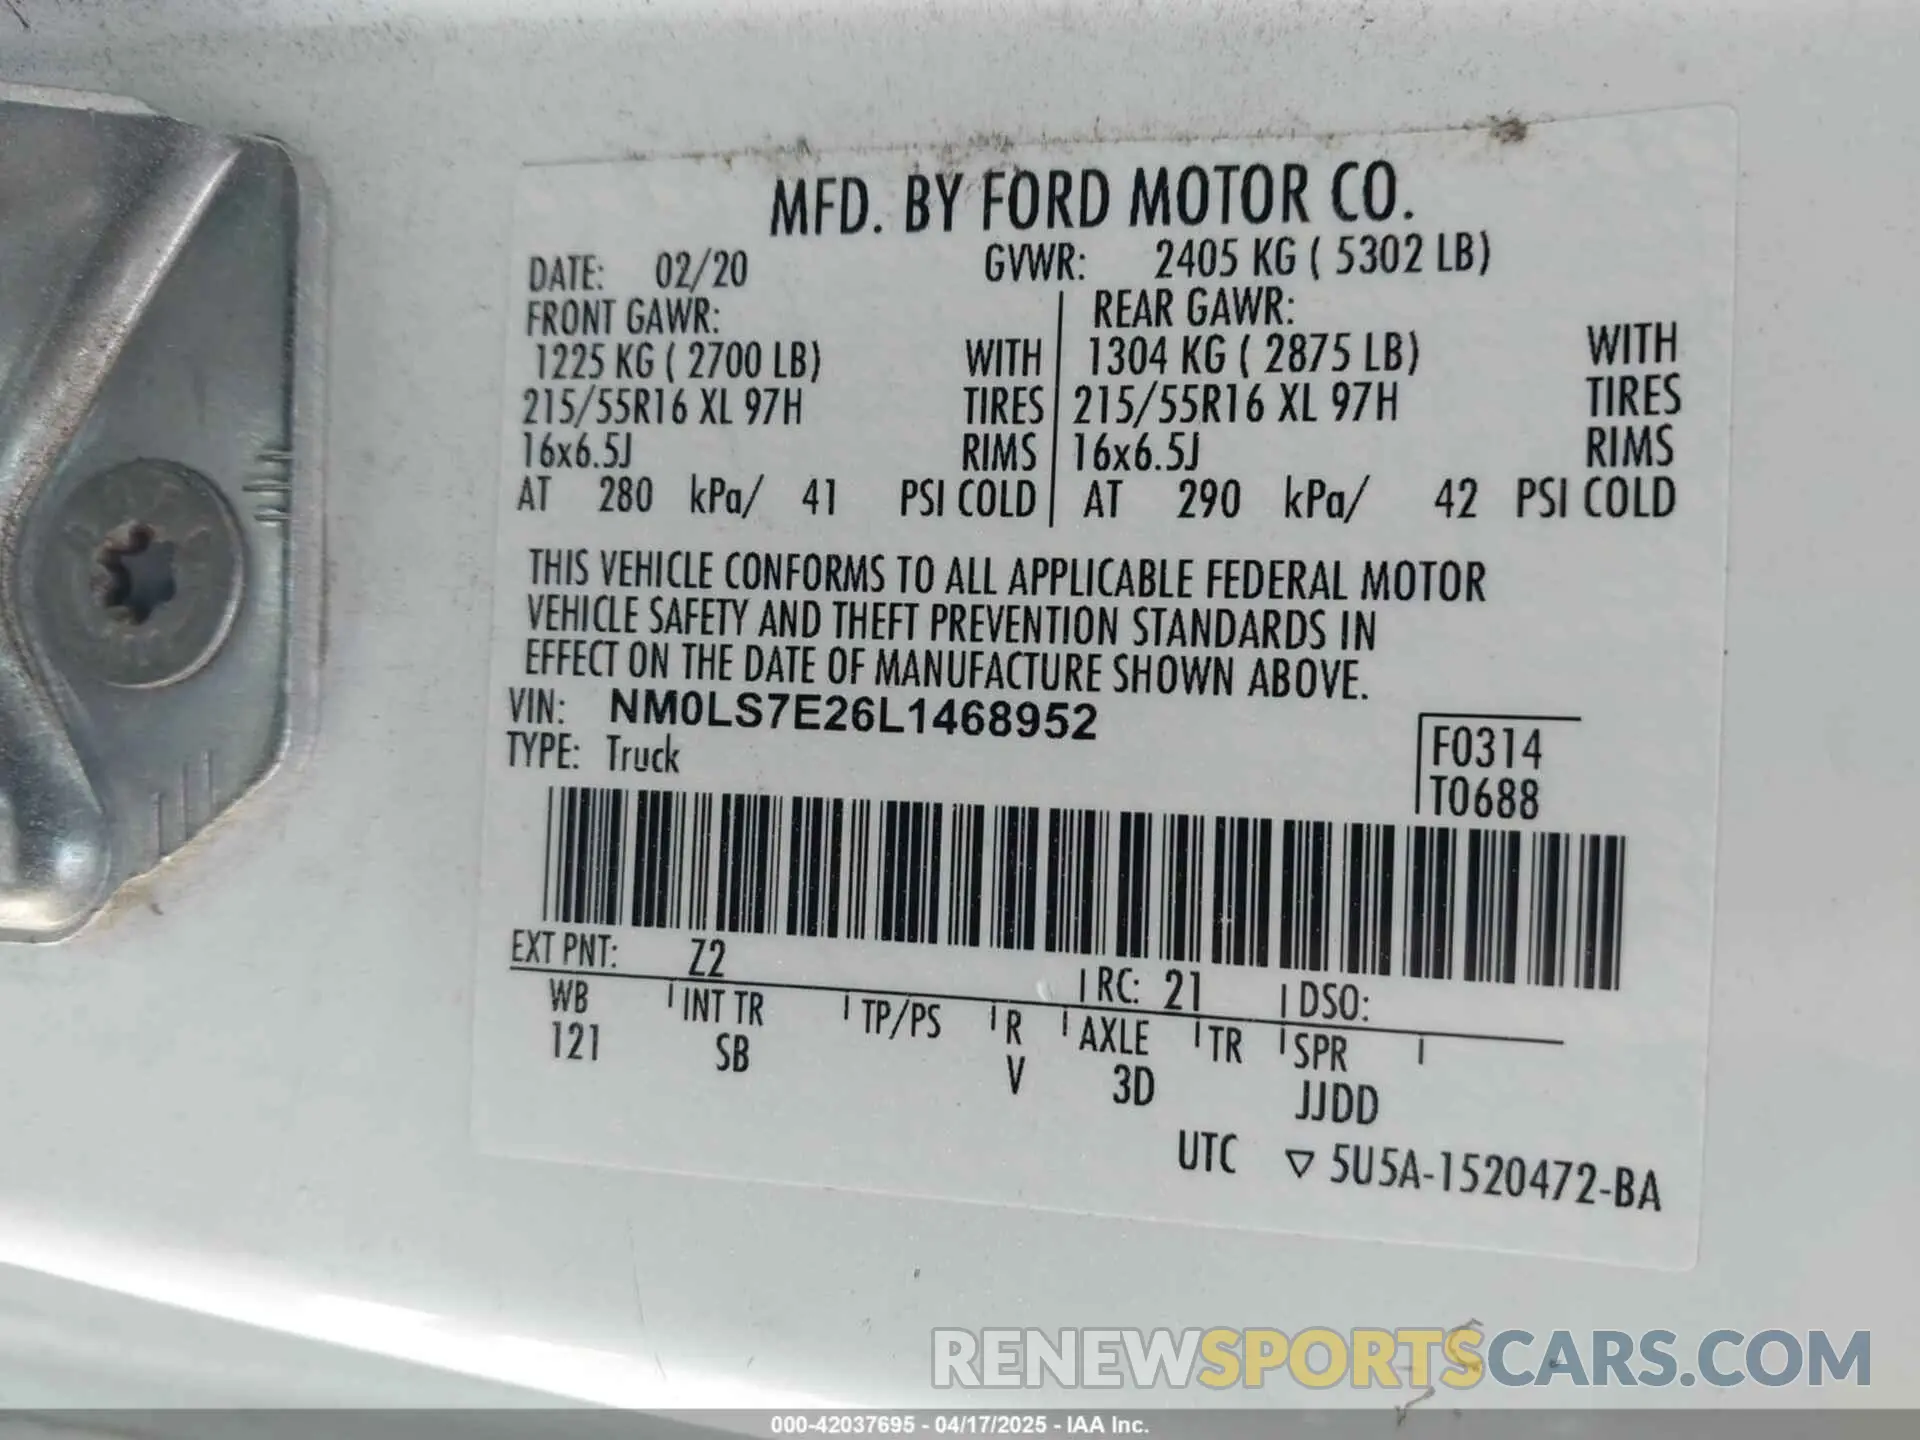 MFD. BY FORD MOTOR CO.
DATE: 02/20 GVWR: 2405 KG ( 5302 LB)
FRONT GAWR: REAR GAWR:
1225 KG ( 2700 LB) WITH 1304 KG ( 2875 LB) WITH
215/55R16 XL 97H TIRES 215/55R16 XL 97H TIRES
16x6.5J RIMS 16x6.5J RIMS
AT 280 kPa/ 41 PSI COLD AT 290 kPa/ 42 PSI COLD
THIS VEHICLE CONFORMS TO ALL APPLICABLE FEDERAL MOTOR
VEHICLE SAFETY AND THEFT PREVENTION STANDARDS IN
EFFECT ON THE DATE OF MANUFACTURE SHOWN ABOVE.
VIN: NM0LS7E26L1468952
TYPE: Truck
F0314
T0688
EXT PNT: Z2 RC: 21 DSO:
WB INT TR TP/PS R AXLE TR SPR
121 SB V 3D JJDD
UTC ▽ 5U5A-1520472-BA
RENEWSPORTSCARS.COM
000-42037695 - 04/17/2025 - IAA Inc.